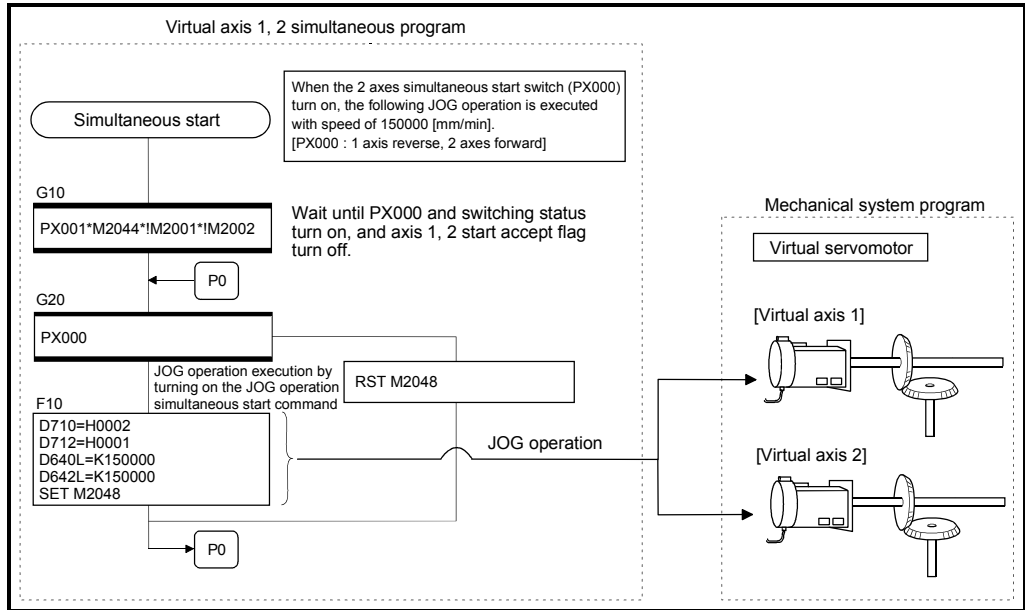 Virtual axis 1, 2 simultaneous program
When the 2 axes simultaneous start switch (PX000)
turn on, the following JOG operation is executed
with speed of 150000 [mm/min].
[PX000 : 1 axis reverse, 2 axes forward]
Simultaneous start
G10
PX001*M2044*!M2001*!M2002
Wait until PX000 and switching status
turn on, and axis 1, 2 start accept flag
turn off.
P0
G20
PX000
JOG operation execution by
turning on the JOG operation
simultaneous start command
RST M2048
F10
D710=H0002
D712=H0001
D640L=K150000
D642L=K150000
SET M2048
JOG operation
P0
Mechanical system program
Virtual servomotor
[Virtual axis 1]
[Virtual axis 2]